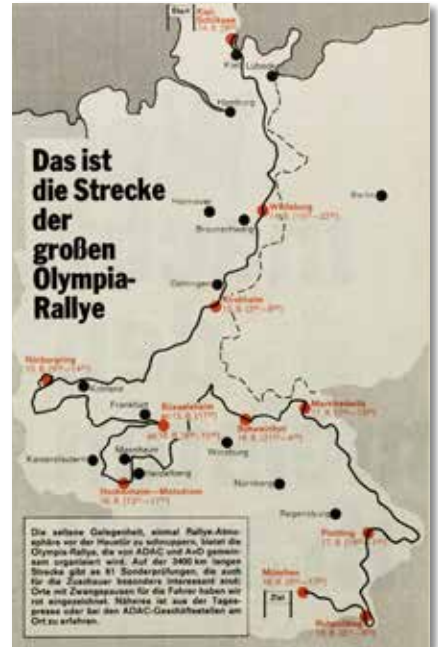 Start
Kiel-
Schilksee
Kiel
Lübeck
Hamburg
Das ist
die Strecke
der
großen
Olympia-
Rallye
Berlin
Hannover
Wolfsburg
Braunschweig
Göttingen
Nürburgring
Koblenz
Frankfurt
Rüsselsheim
Schweinfurt
Würzburg
Kaiserslautern
Mannheim
Heidelberg
Hockenheim-Motodrom
Nürnberg
Regensburg
München
Ziel
Die seltene Gelegenheit, einmal Rallye-Atmo-
sphäre vor der Haustür zu schnuppern, bietet die
Olympia-Rallye, die von ADAC und AvD gemein-
sam organisiert wird. Auf der 3400 km langen
Strecke gibt es 61 Sonderprüfungen, die auch
für die Zuschauer besonders interessant sind:
Orte mit Zwangspausen für die Fahrer haben wir
rot eingezeichnet. Näheres ist aus der Tages-
presse oder bei den ADAC-Geschäftsstellen am
Ort zu erfahren.